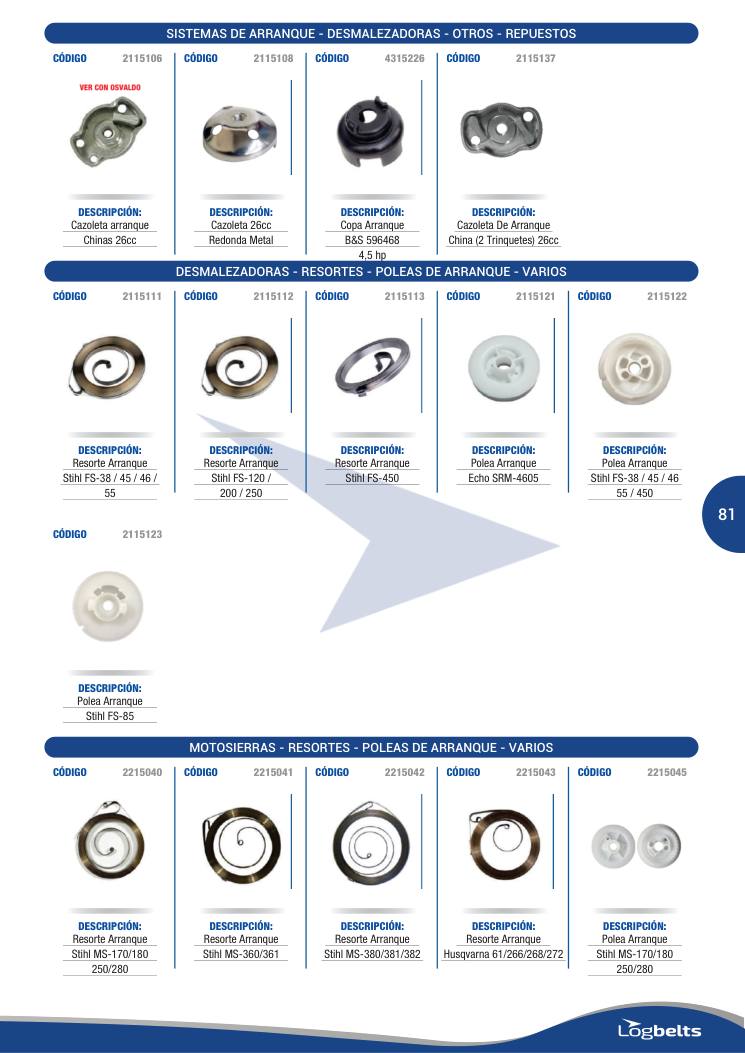 SISTEMAS DE ARRANQUE - DESMALEZADORAS - OTROS - REPUESTOS
CÓDIGO 2115106
VER CON OSVALDO
DESCRIPCIÓN:
Cazoleta arranque
Chinas 26cc
CÓDIGO 2115108
DESCRIPCIÓN:
Cazoleta 26cc
Redonda Metal
CÓDIGO 4315226
DESCRIPCIÓN:
Copa Arranque
B&S 596468
4,5 hp
CÓDIGO 2115137
DESCRIPCIÓN:
Cazoleta De Arranque
China (2 Trinquetes) 26cc
DESMALEZADORAS - RESORTES - POLEAS DE ARRANQUE - VARIOS
CÓDIGO 2115111
DESCRIPCIÓN:
Resorte Arranque
Stihl FS-38 / 45 / 46 /
55
CÓDIGO 2115112
DESCRIPCIÓN:
Resorte Arranque
Stihl FS-120 /
200 / 250
CÓDIGO 2115113
DESCRIPCIÓN:
Resorte Arranque
Stihl FS-450
CÓDIGO 2115121
DESCRIPCIÓN:
Polea Arranque
Echo SRM-4605
CÓDIGO 2115122
DESCRIPCIÓN:
Polea Arranque
Stihl FS-38 / 45 / 46
55 / 450
81
CÓDIGO 2115123
DESCRIPCIÓN:
Polea Arranque
Stihl FS-85
MOTOSIERRAS - RESORTES - POLEAS DE ARRANQUE - VARIOS
CÓDIGO 2215040
DESCRIPCIÓN:
Resorte Arranque
Stihl MS-170/180
250/280
CÓDIGO 2215041
DESCRIPCIÓN:
Resorte Arranque
Stihl MS-360/361
CÓDIGO 2215042
DESCRIPCIÓN:
Resorte Arranque
Stihl MS-380/381/382
CÓDIGO 2215043
DESCRIPCIÓN:
Resorte Arranque
Husqvarna 61/266/268/272
CÓDIGO 2215045
DESCRIPCIÓN:
Polea Arranque
Stihl MS-170/180
250/280
Logbelts